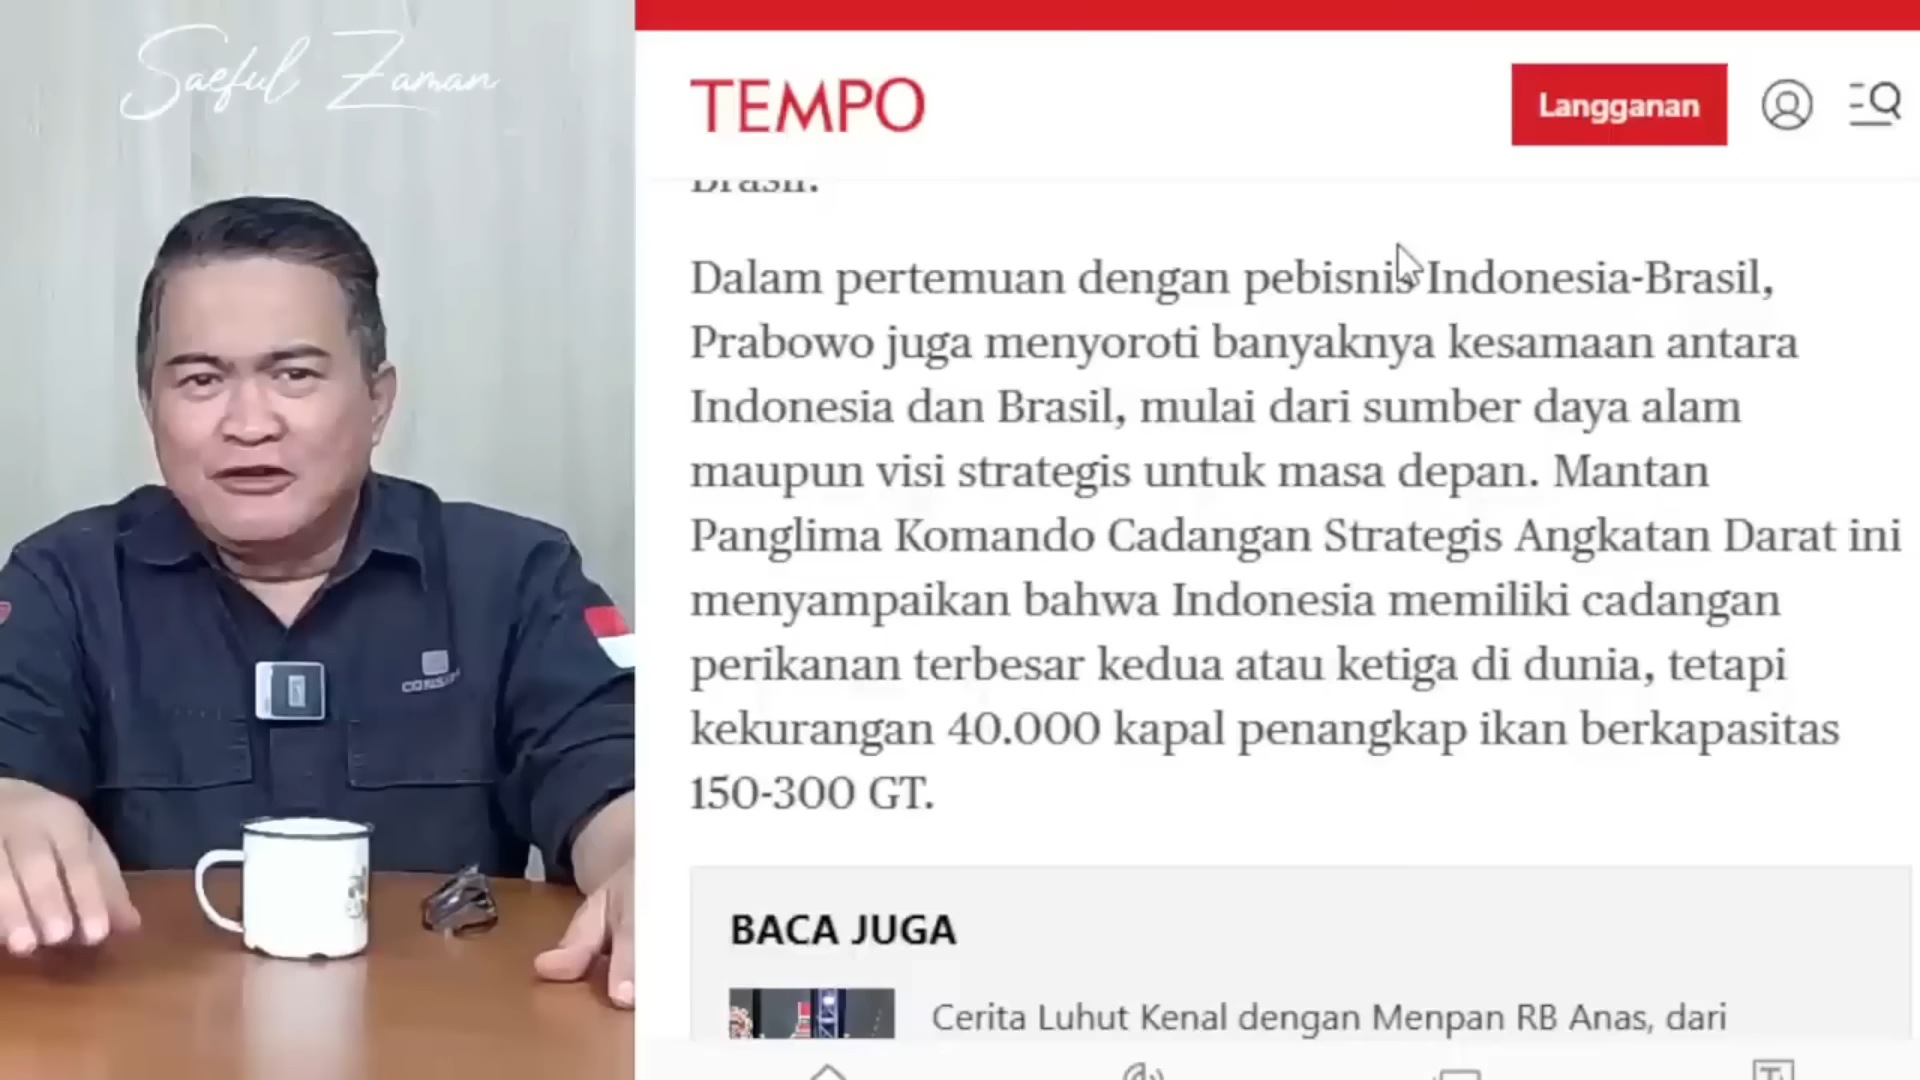 Saeful Zaman
TEMPO
Langganan
Brasil.
Dalam pertemuan dengan pebisnis Indonesia-Brasil,
Prabowo juga menyoroti banyaknya kesamaan antara
Indonesia dan Brasil, mulai dari sumber daya alam
maupun visi strategis untuk masa depan. Mantan
Panglima Komando Cadangan Strategis Angkatan Darat ini
menyampaikan bahwa Indonesia memiliki cadangan
perikanan terbesar kedua atau ketiga di dunia, tetapi
kekurangan 40.000 kapal penangkap ikan berkapasitas
150-300 GT.
BACA JUGA
Cerita Luhut Kenal dengan Menpan RB Anas, dari